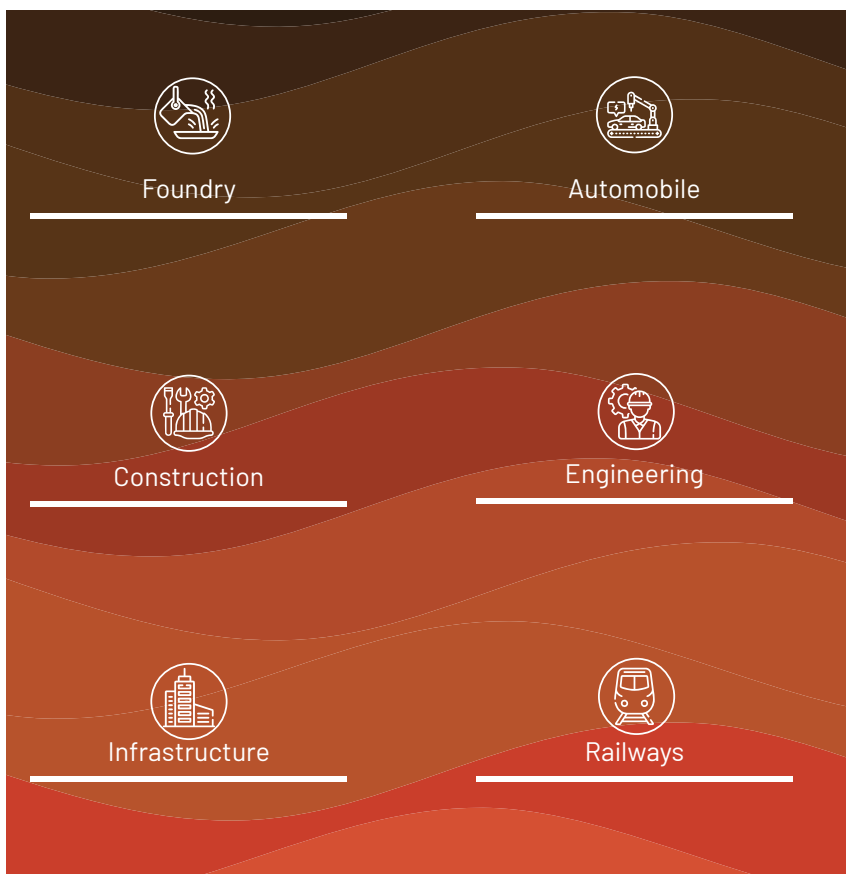 Foundry
Automobile
Construction
Engineering
Infrastructure
Railways